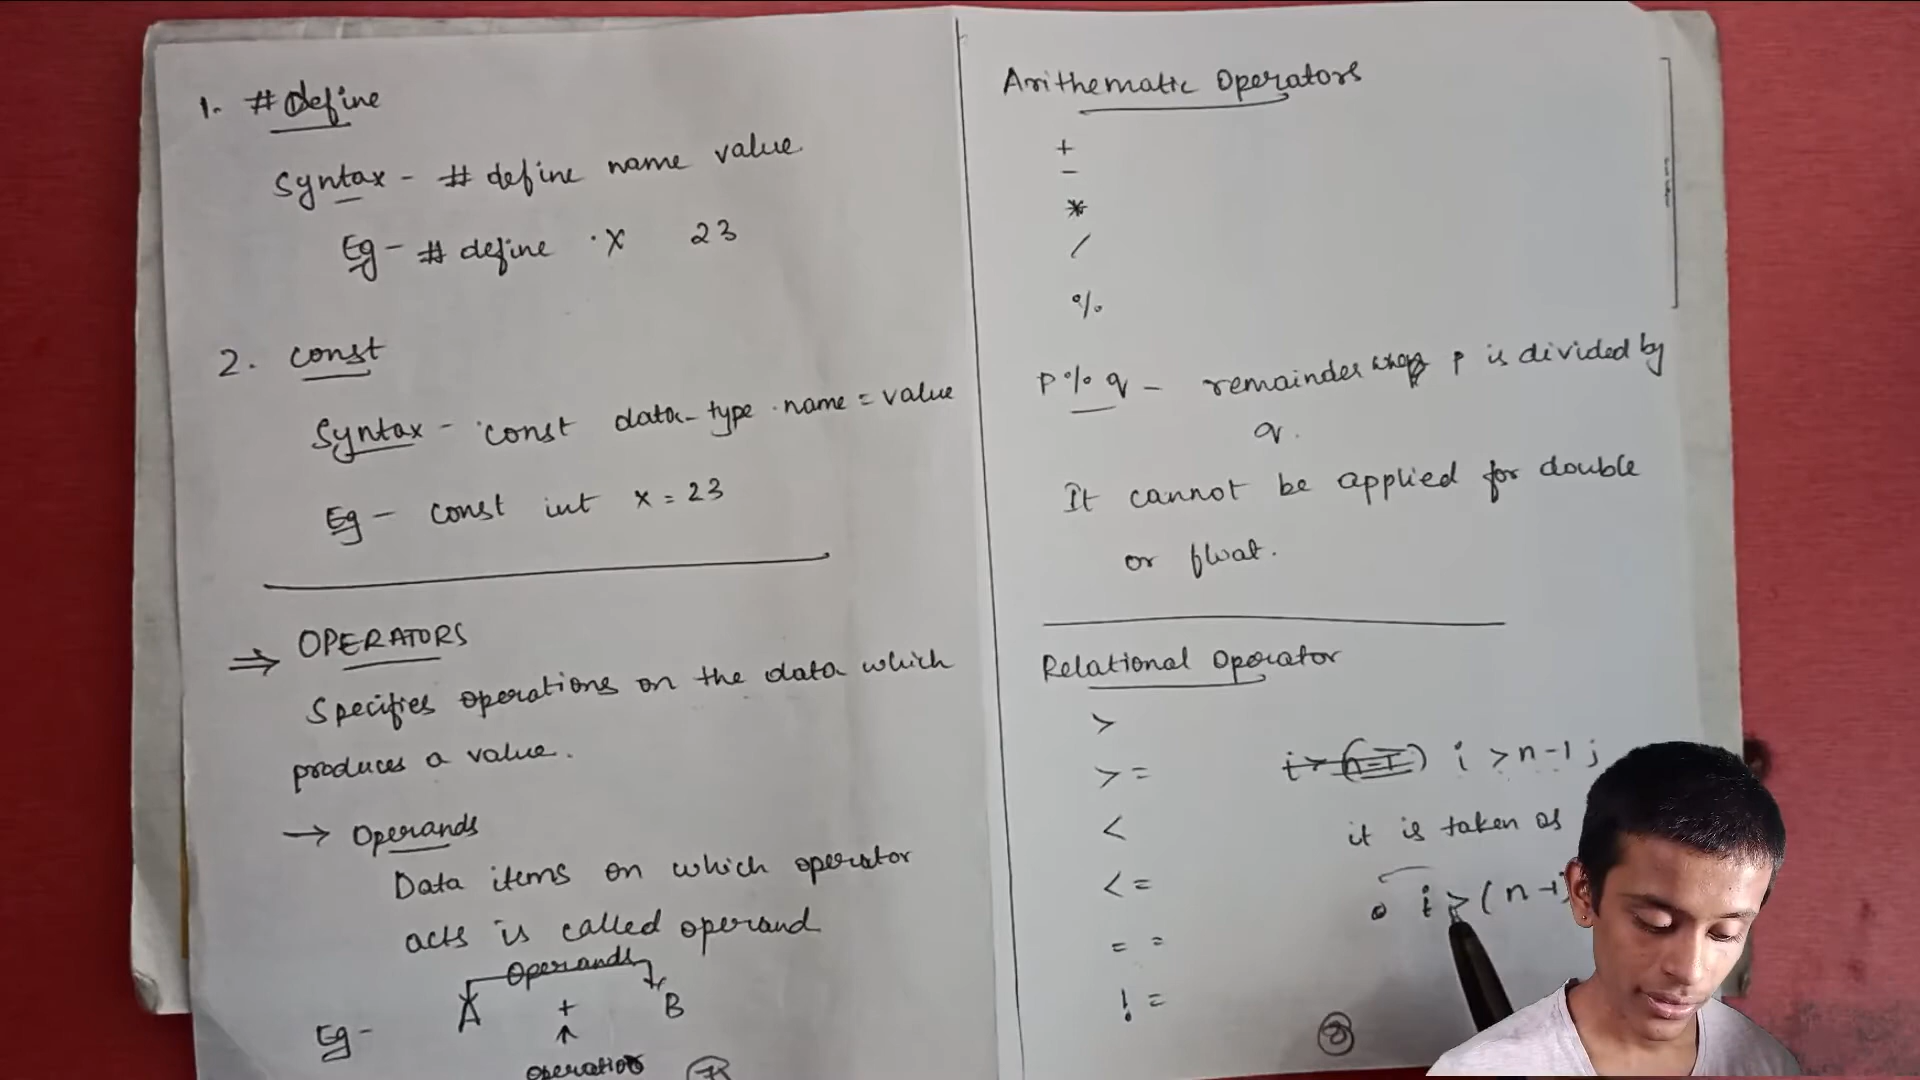 1. # Define
Syntax - # define name value
Eg - # define . X 23
2. const
Syntax - const data-type name = value
Eg - const int x = 23
⇒ OPERATORS
Specifies operations on the data which
produces a value.
→ Operands
Data items on which operator
acts is called operand
Operands
Eg - A + B
↑
7
Arithematic Operators
+
-
*
/
%
P % q - remainder p is divided by
q.
It cannot be applied for double
or float.
Relational Operator
>
>= i > n-1;
< it is taken as
<= i > (n-1
= =
! =
8